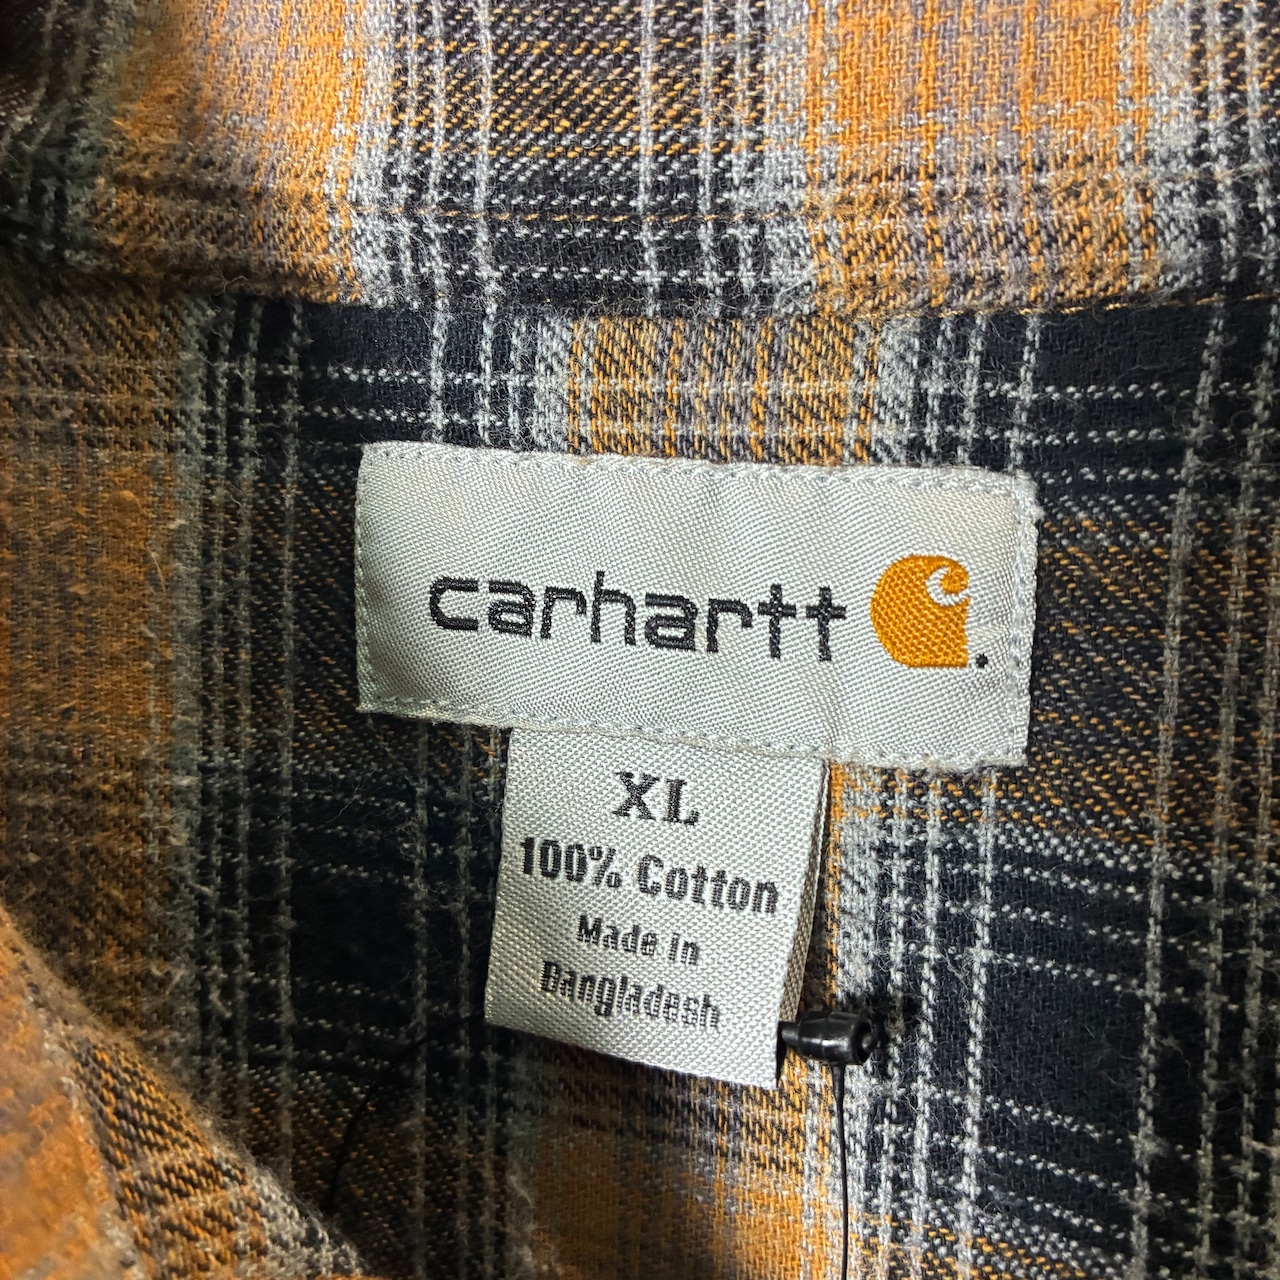 carhartt
XL
100% Cotton
Made in
Bangladesh